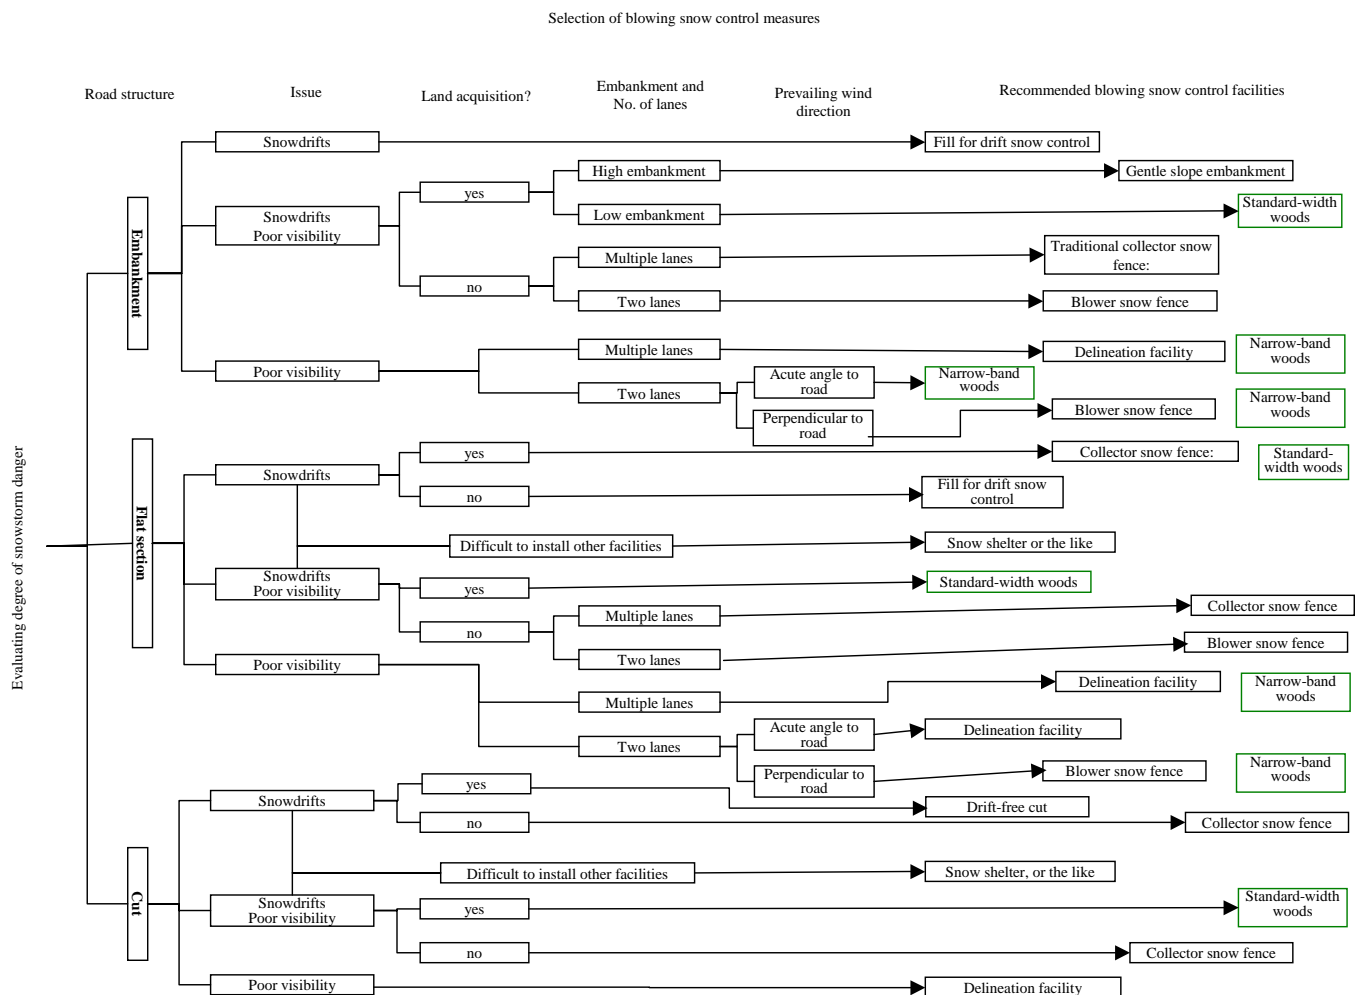 Selection of blowing snow control measures
Road structure
Issue
Land acquisition?
Embankment and
No. of lanes
Prevailing wind
direction
Recommended blowing snow control facilities
Evaluating degree of snowstorm danger
Embankment
Snowdrifts
Fill for drift snow control
Snowdrifts
Poor visibility
yes
High embankment
Gentle slope embankment
Low embankment
Standard-width
woods
no
Multiple lanes
Traditional collector snow
fence:
Two lanes
Blower snow fence
Poor visibility
Multiple lanes
Delineation facility
Narrow-band
woods
Two lanes
Acute angle to
road
Narrow-band
woods
Perpendicular to
road
Blower snow fence
Narrow-band
woods
Flat section
Snowdrifts
yes
Collector snow fence:
Standard-
width woods
no
Fill for drift snow
control
Difficult to install other facilities
Snow shelter or the like
Snowdrifts
Poor visibility
yes
Standard-width woods
no
Multiple lanes
Collector snow fence
Two lanes
Blower snow fence
Poor visibility
Multiple lanes
Delineation facility
Narrow-band
woods
Two lanes
Acute angle to
road
Delineation facility
Perpendicular to
road
Blower snow fence
Narrow-band
woods
Cut
Snowdrifts
yes
Drift-free cut
no
Collector snow fence
Difficult to install other facilities
Snow shelter, or the like
Snowdrifts
Poor visibility
yes
Standard-width
woods
no
Collector snow fence
Poor visibility
Delineation facility